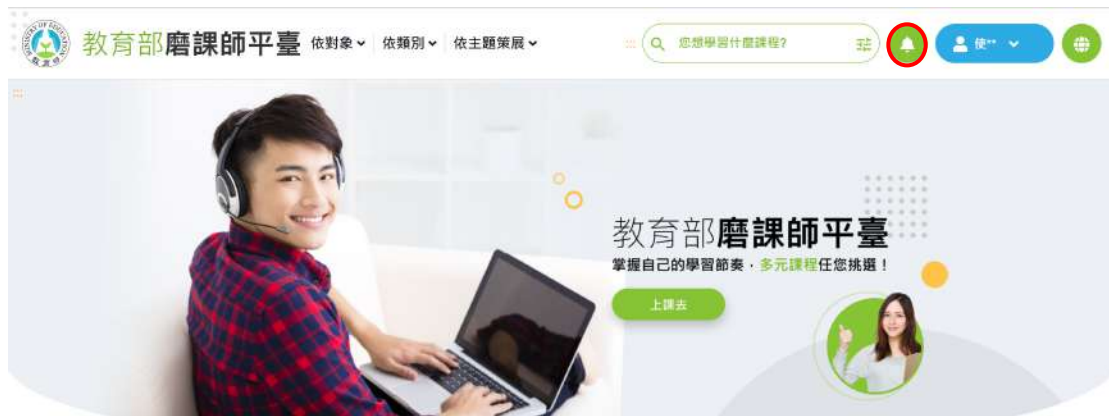 教育部磨課師平臺 依對象 依類別 依主題策展 您想學習什麼課程? 使**
教育部磨課師平臺
掌握自己的學習節奏，多元課程任您挑選！
上課去